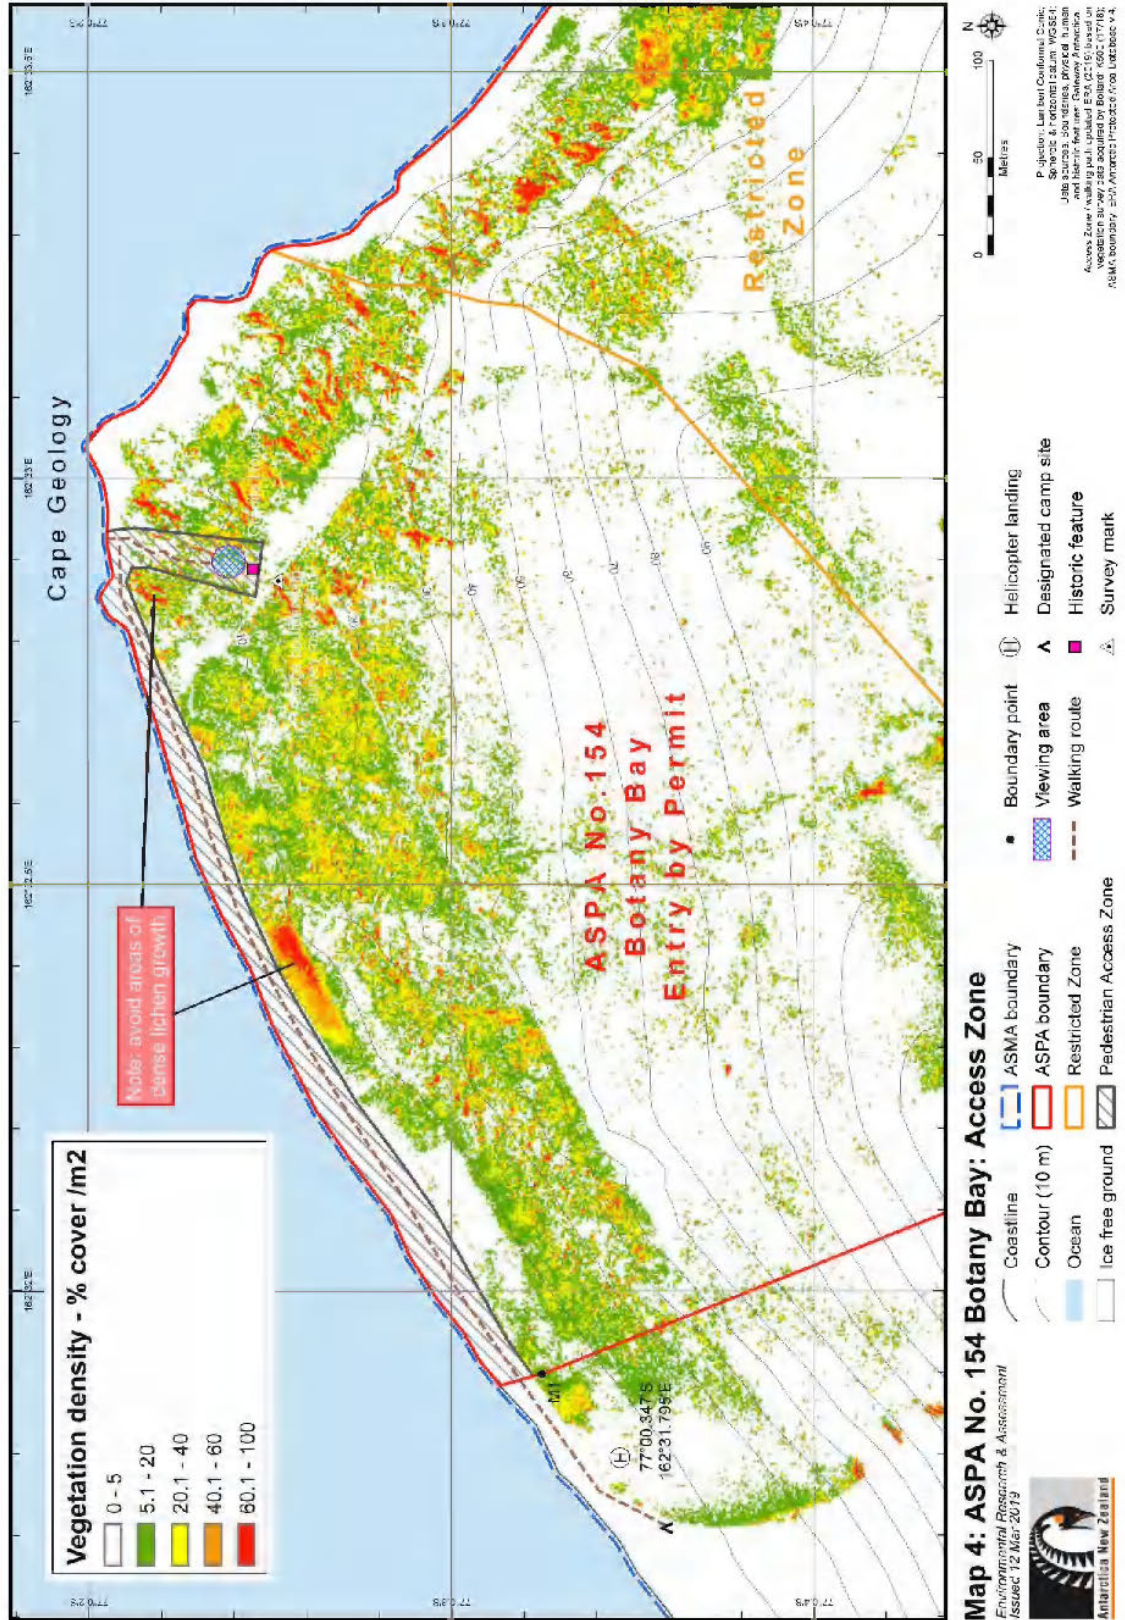 Cape Geology
Note: avoid areas of
dense lichen growth
Vegetation density - % cover /m2
0 - 5
5.1 - 20
20.1 - 40
40.1 - 60
60.1 - 100
ASPA No.154
Botany Bay
Entry by Permit
Restricted
Zone
M1
77°00.347'S
162°31.795'E
Map 4: ASPA No. 154 Botany Bay: Access Zone
Environmental Research & Assessment
Issued 12 Mar 2019
Antarctica New Zealand
Coastline
Contour (10 m)
Ocean
Ice free ground
ASMA boundary
ASPA boundary
Restricted Zone
Pedestrian Access Zone
Boundary point
Viewing area
Walking route
Helicopter landing
Designated camp site
Historic feature
Survey mark
N
0 50 100
Metres
Projection: Lambert Conformal Conic;